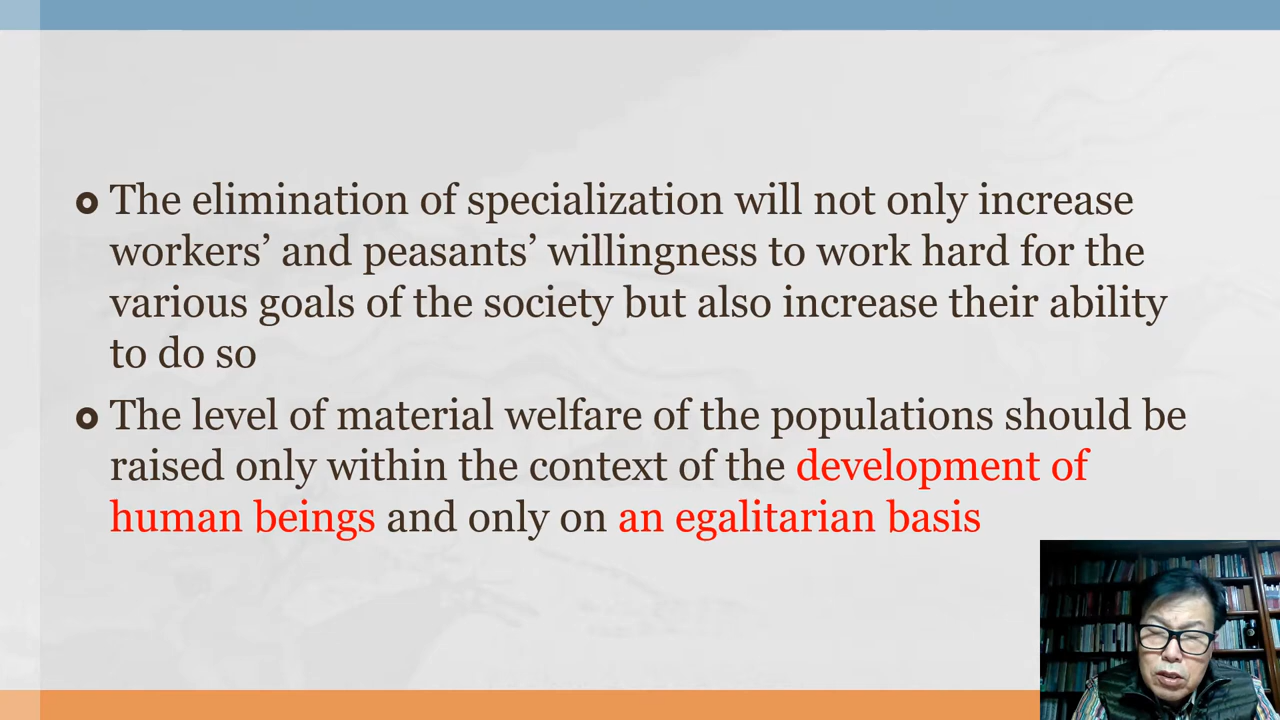 The elimination of specialization will not only increase
workers’ and peasants’ willingness to work hard for the
various goals of the society but also increase their ability
to do so
The level of material welfare of the populations should be
raised only within the context of the development of
human beings and only on an egalitarian basis